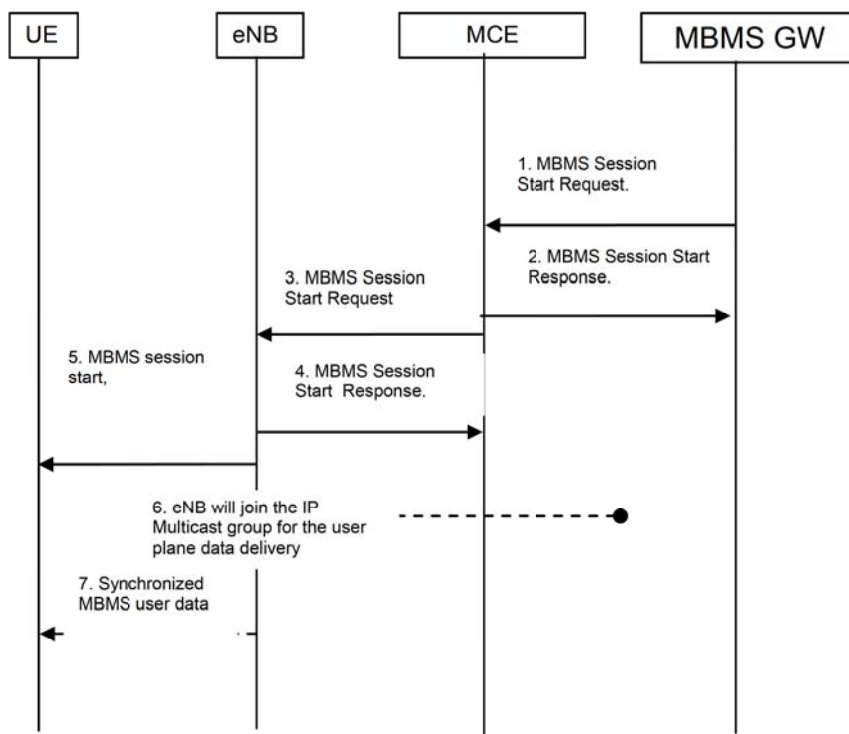 UE
eNB
MCE
MBMS GW
1. MBMS Session
Start Request.
2. MBMS Session Start
Response.
3. MBMS Session
Start Request
4. MBMS Session
Start Response.
5. MBMS session
start,
6. eNB will join the IP
Multicast group for the user
plane data delivery
7. Synchronized
MBMS user data